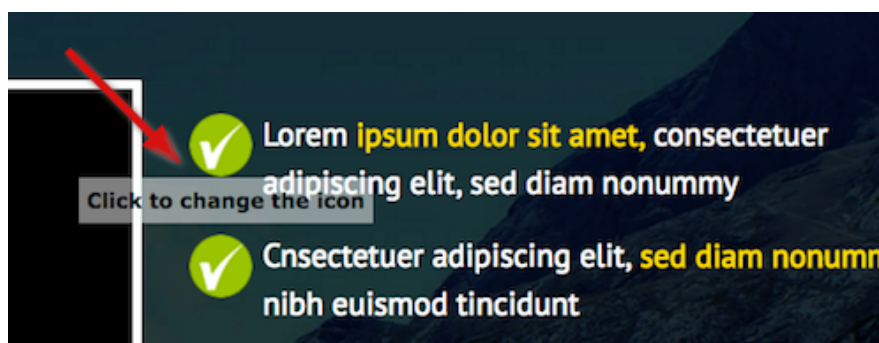 Lorem ipsum dolor sit amet, consectetuer
adipiscing elit, sed diam nonummy
Click to change the icon
Cnsectetuer adipiscing elit, sed diam
nibh euismod tincidunt